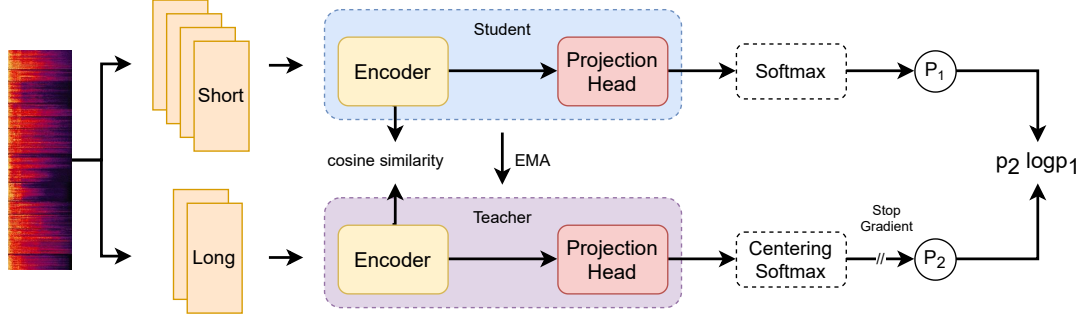 Student
Short
Encoder
Projection
Head
Softmax
P₁
cosine similarity
EMA
p₂ logp₁
Long
Teacher
Encoder
Projection
Head
Centering
Softmax
Stop
Gradient
//
P₂